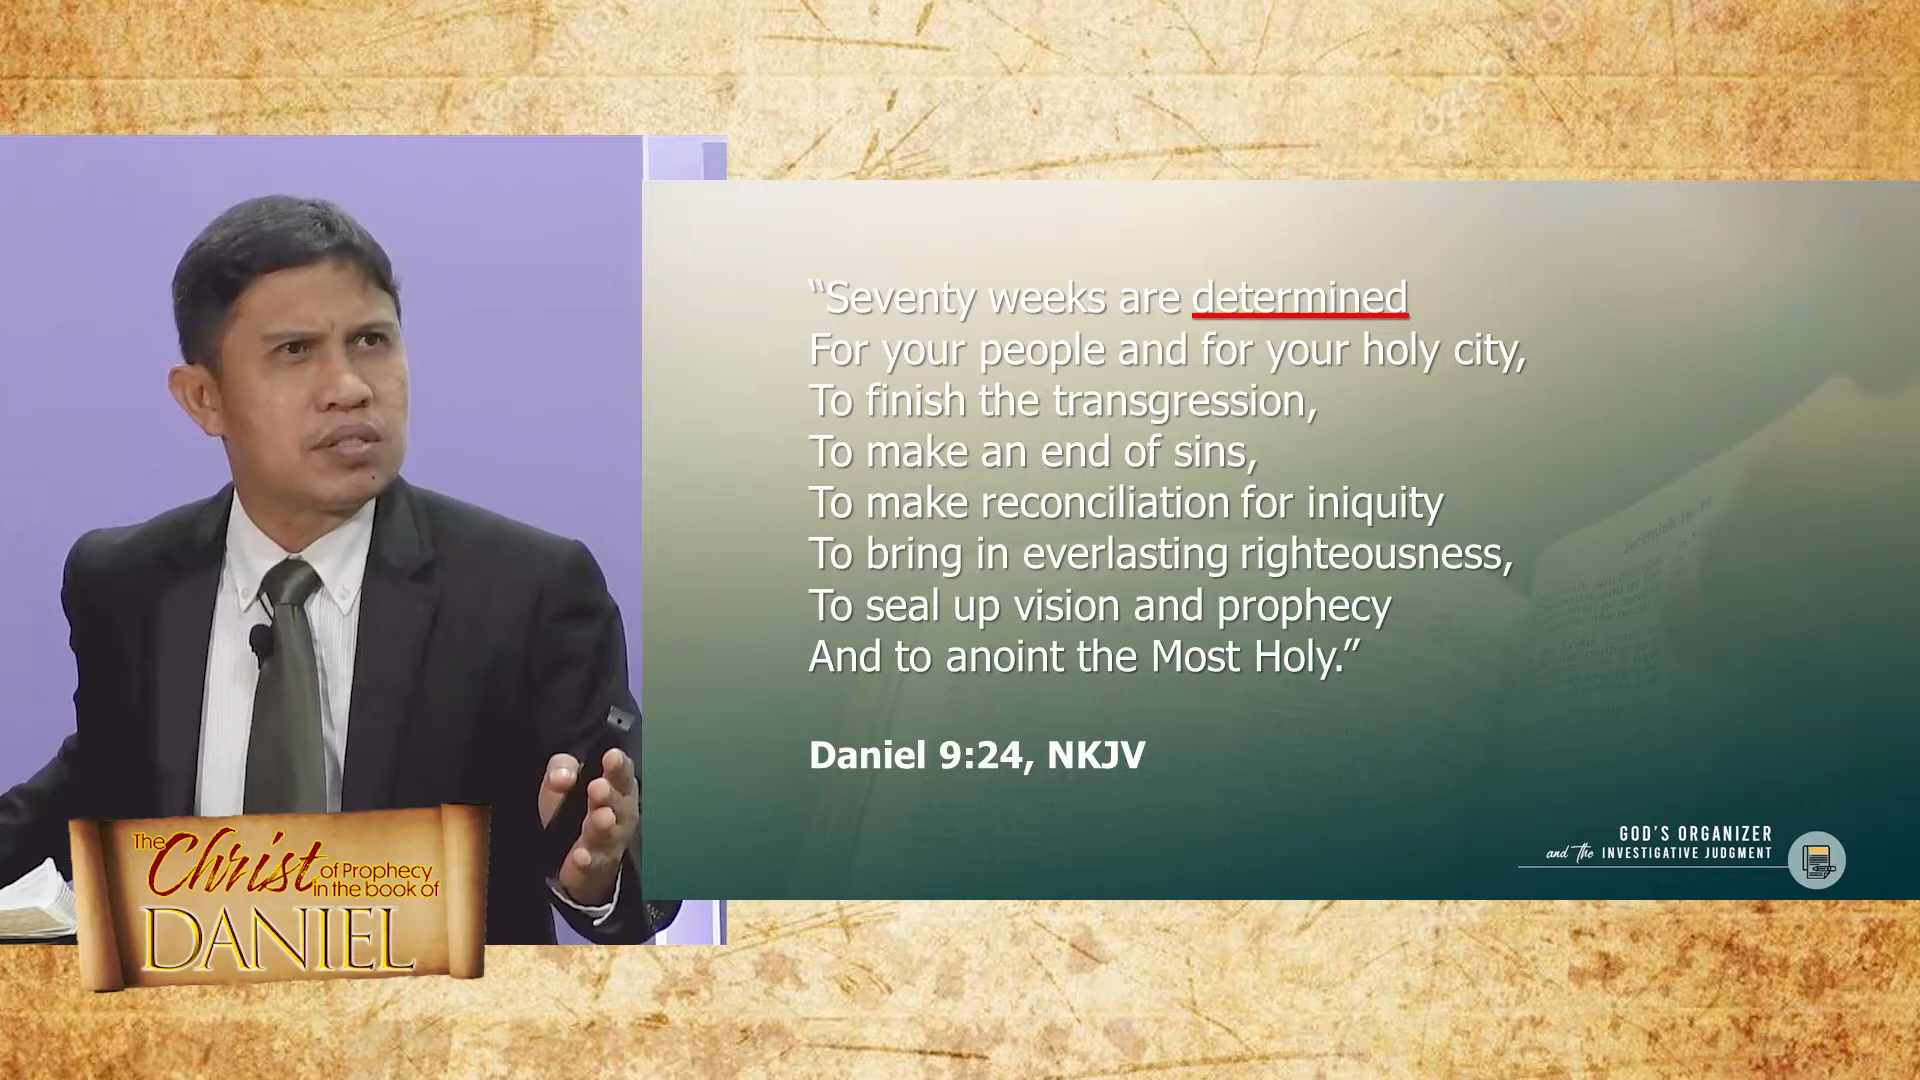 “Seventy weeks are determined
For your people and for your holy city,
To finish the transgression,
To make an end of sins,
To make reconciliation for iniquity
To bring in everlasting righteousness,
To seal up vision and prophecy
And to anoint the Most Holy.”
Daniel 9:24, NKJV
GOD'S ORGANIZER
and the INVESTIGATIVE JUDGMENT
The Christ of Prophecy
in the book of
DANIEL